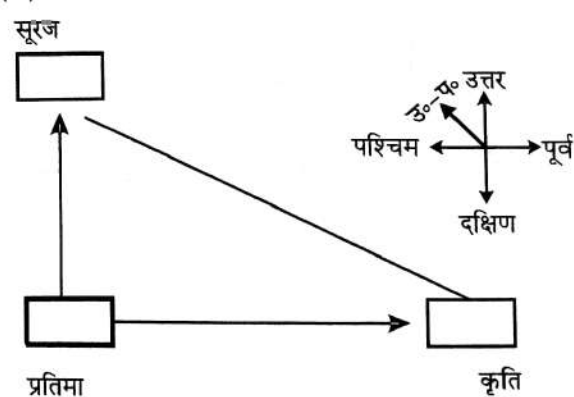 सूरज
उ०-प०
उत्तर
पश्चिम
पूर्व
दक्षिण
प्रतिमा
कृति